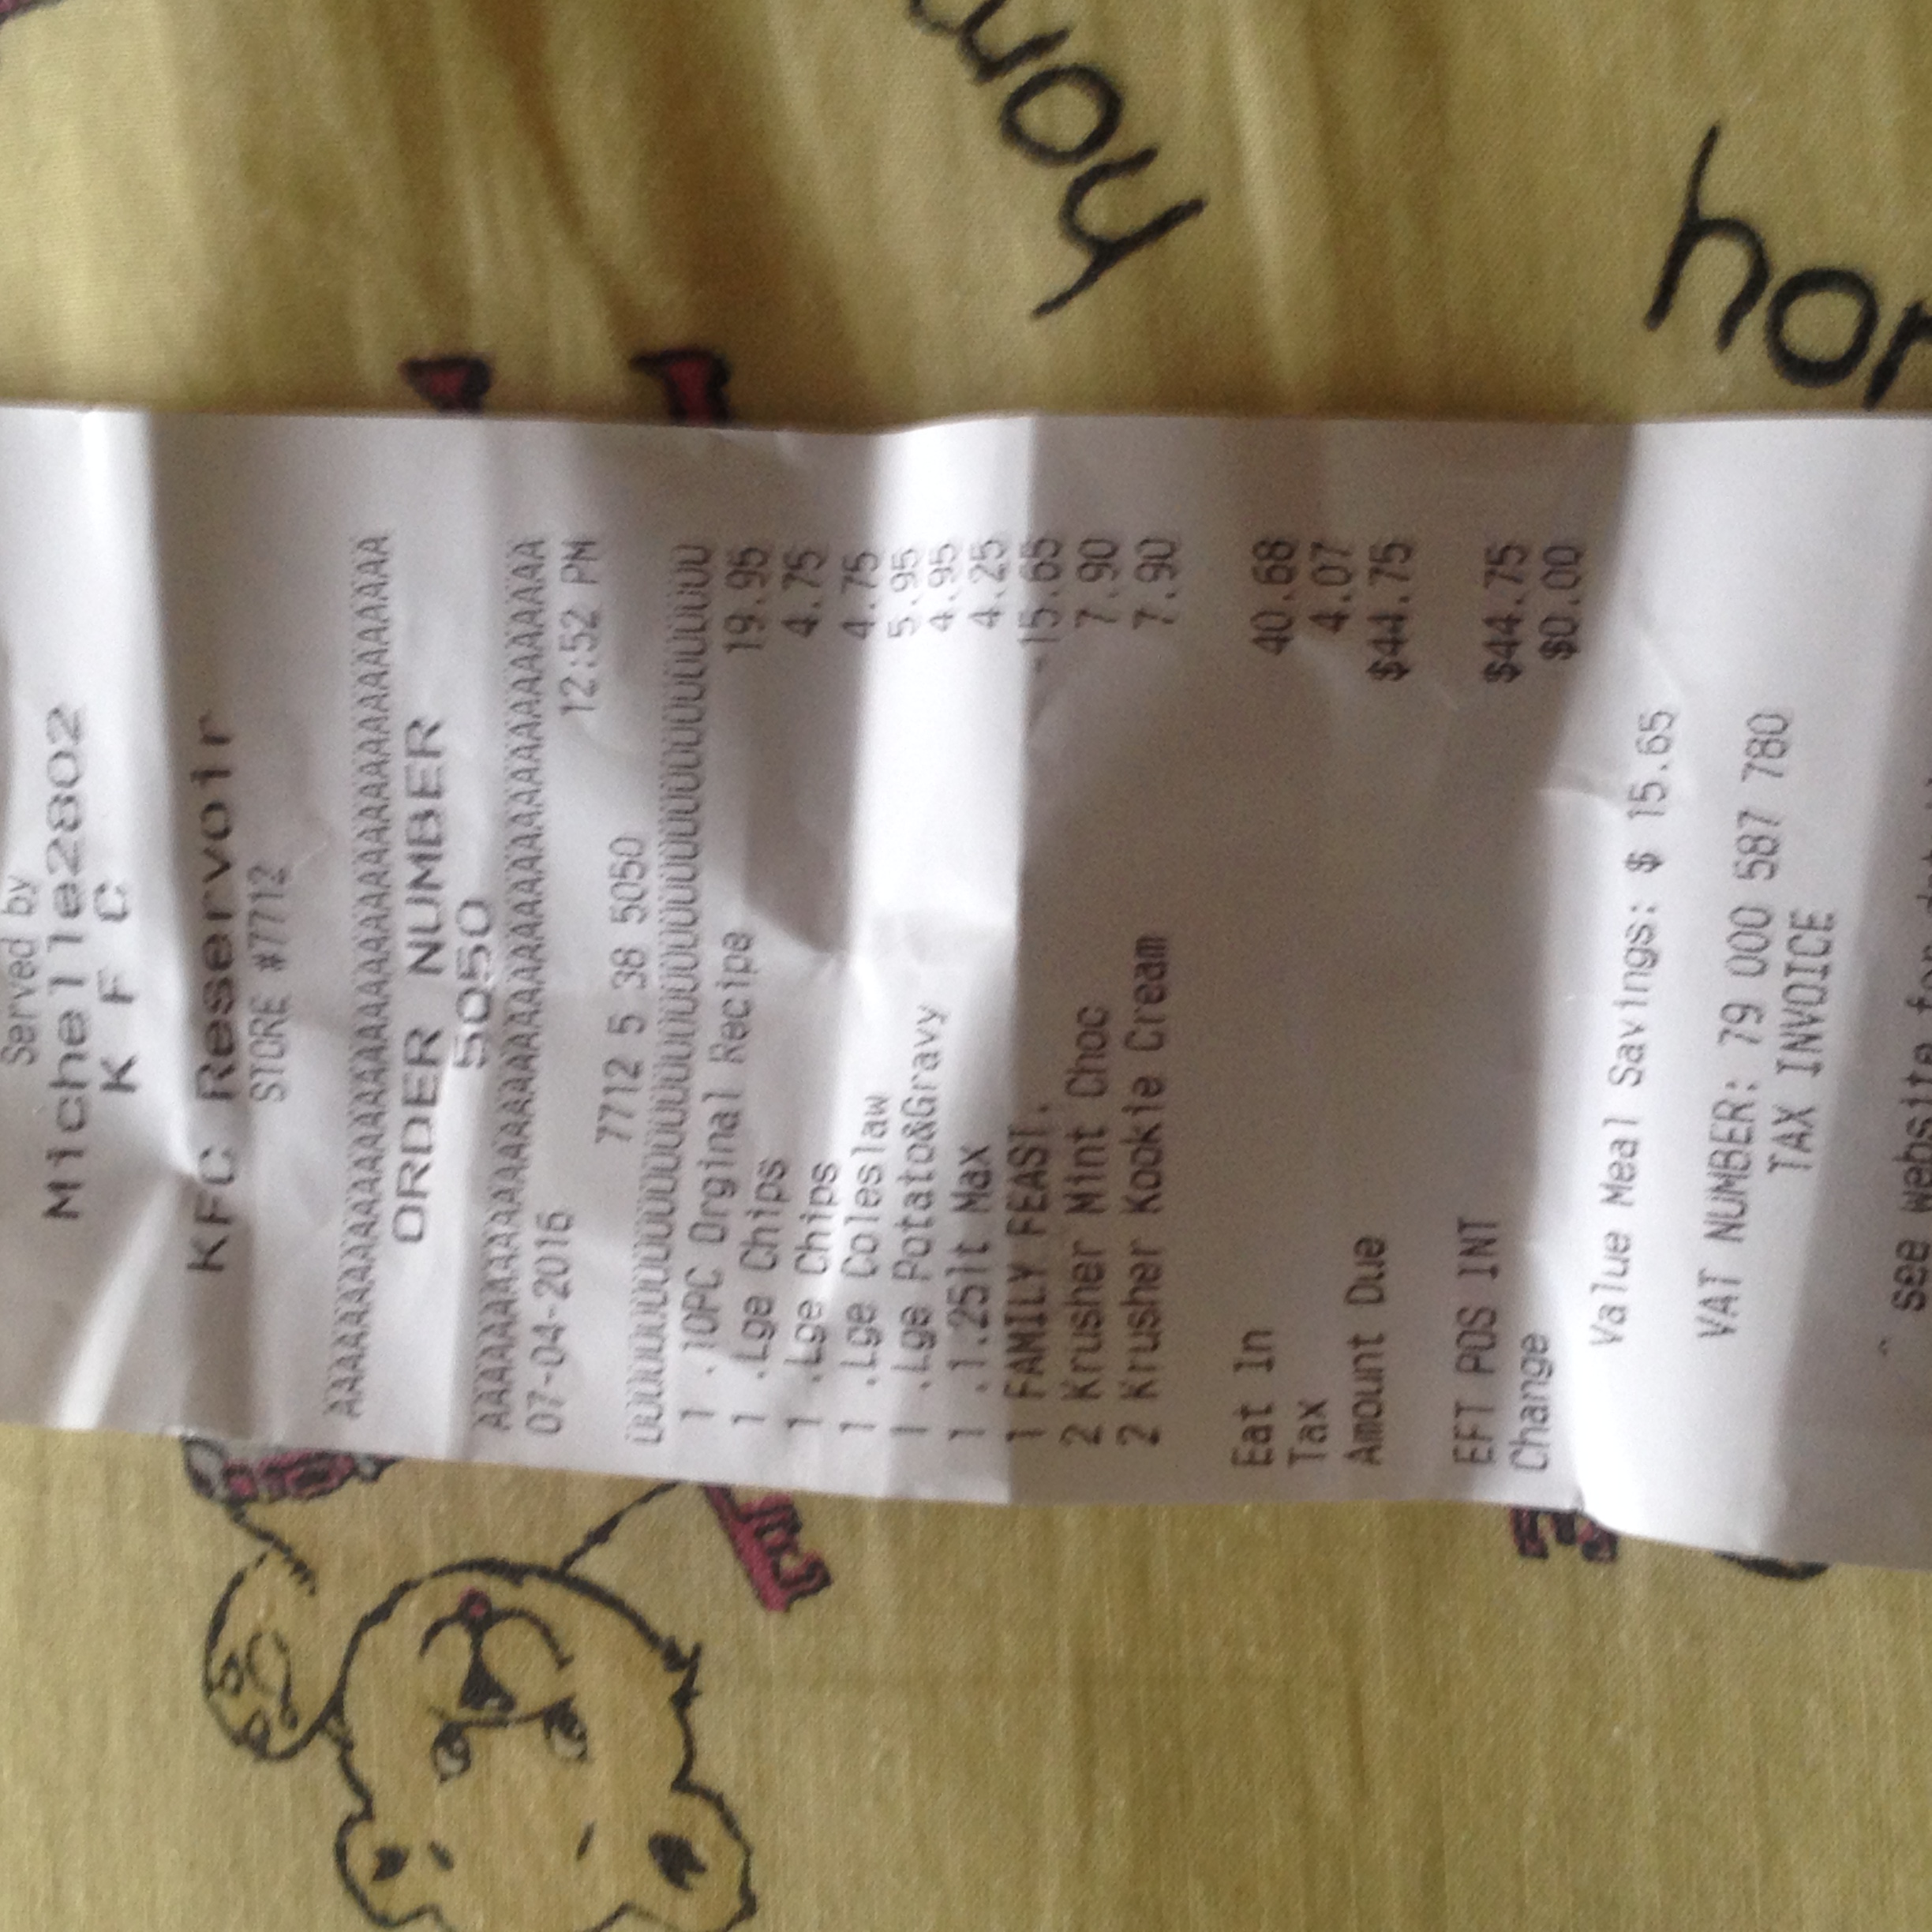 Served by
Michelle2802
K F C
KFC Reservoir
STORE #7712
ORDER NUMBER
5050
07-04-2016 12:52 PM
7712 5 38 5050
1 .10PC Orginal Recipe 19.95
1 .Lge Chips 4.75
1 .Lge Chips 4.75
1 .Lge Coleslaw 5.95
1 .Lge Potato&Gravy 4.95
1 .1.25lt Max 4.25
1 FAMILY FEAST. -15.65
2 Krusher Mint Choc 7.90
2 Krusher Kookie Cream 7.90
Eat In 40.68
Tax 4.07
Amount Due $44.75
EFT POS INT $44.75
Change $0.00
Value Meal Savings: $ 15.65
VAT NUMBER: 79 000 587 780
TAX INVOICE
see website for